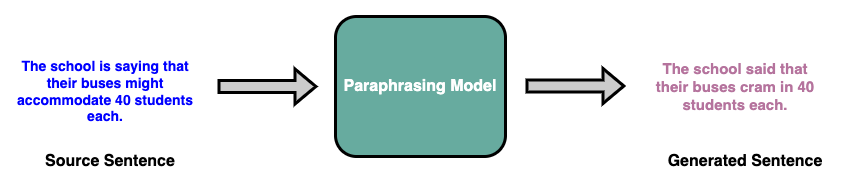 The school is saying that
their buses might
accommodate 40 students
each.
Source Sentence
Paraphrasing Model
The school said that
their buses cram in 40
students each.
Generated Sentence